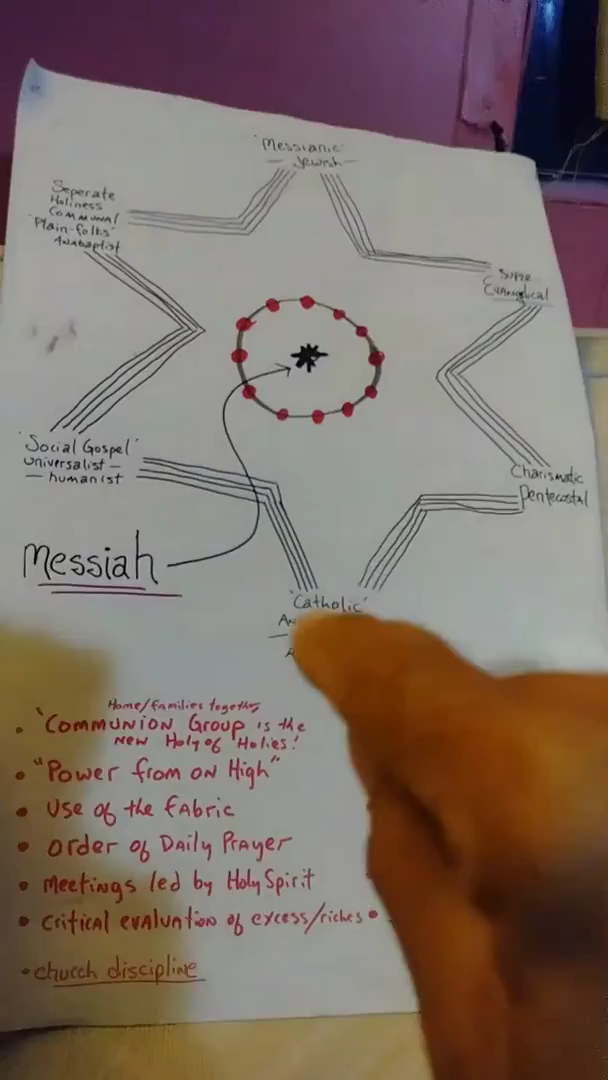 'Messianic'
– Jewish –
Seperate
Holiness
Communal
'Plain-folks'
Anabaptist
Evangelical
'Social Gospel'
universalist –
– humanist
Charismatic
Pentecostal
Messiah
'Catholic'
Home/families together
• 'Communion Group is the
new Holy of Holies!
• "Power from on High"
• Use of the Fabric
• Order of Daily Prayer
• Meetings led by Holy Spirit
• Critical evaluation of excess/riches •
• church discipline